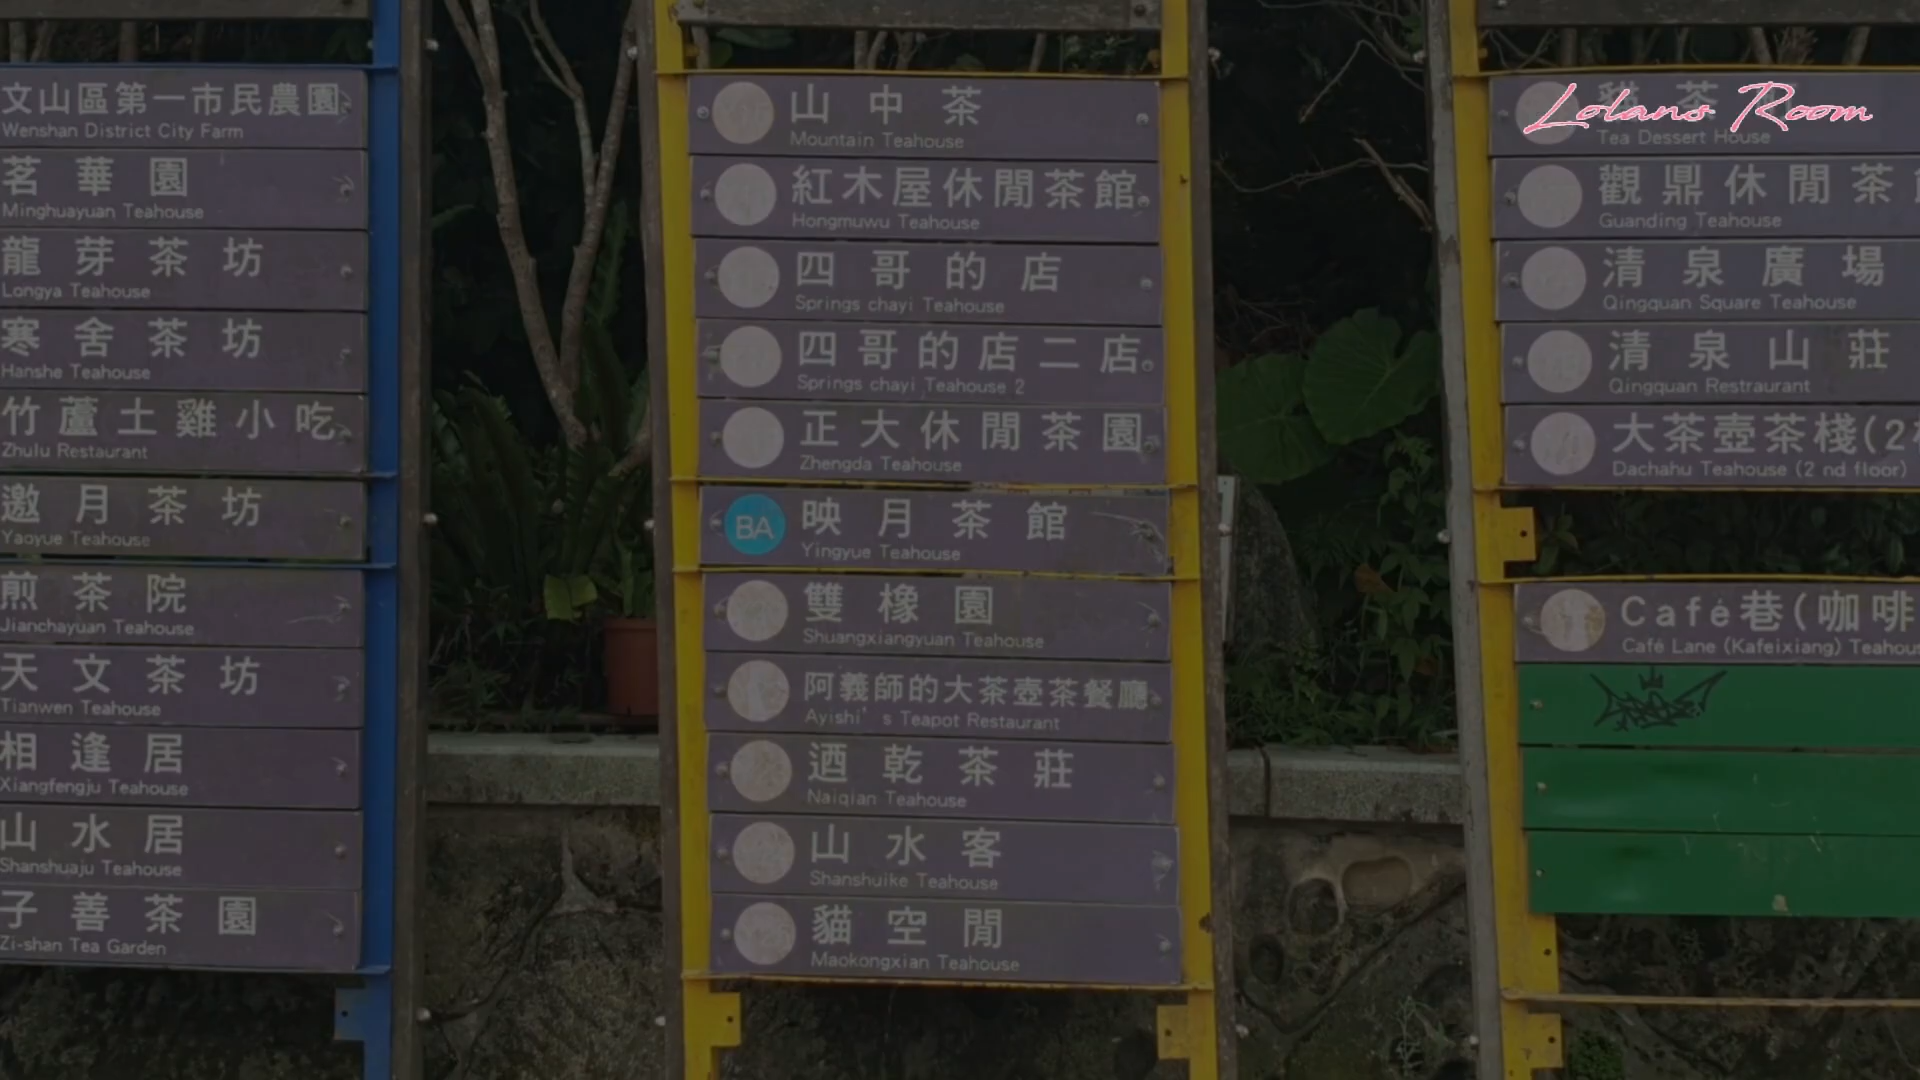 文山區第一市民農園
Wenshan District City Farm
茗華園
Minghuayuan Teahouse
龍芽茶坊
Longya Teahouse
寒舍茶坊
Hanshe Teahouse
竹蘆土雞小吃
Zhulu Restaurant
邀月茶坊
Yaoyue Teahouse
煎茶院
Jianchayuan Teahouse
天文茶坊
Tianwen Teahouse
相逢居
Xiangfengju Teahouse
山水居
Shanshuaju Teahouse
子善茶園
Zi-shan Tea Garden
山中茶
Mountain Teahouse
紅木屋休閒茶館
Hongmuwu Teahouse
四哥的店
Springs chayi Teahouse
四哥的店二店
Springs chayi Teahouse 2
正大休閒茶園
Zhengda Teahouse
BA
映月茶館
Yingyue Teahouse
雙橡園
Shuangxiangyuan Teahouse
阿義師的大茶壺茶餐廳
Ayishi's Teapot Restaurant
迺乾茶莊
Naiqian Teahouse
山水客
Shanshuike Teahouse
貓空閒
Maokongxian Teahouse
Lolans Room
茶
Tea Dessert House
觀鼎休閒茶
Guanding Teahouse
清泉廣場
Qingquan Square Teahouse
清泉山莊
Qingquan Restraurant
大茶壺茶棧(2
Dachahu Teahouse (2 nd floor)
Café巷(咖啡
Café Lane (Kafeixiang) Teahou